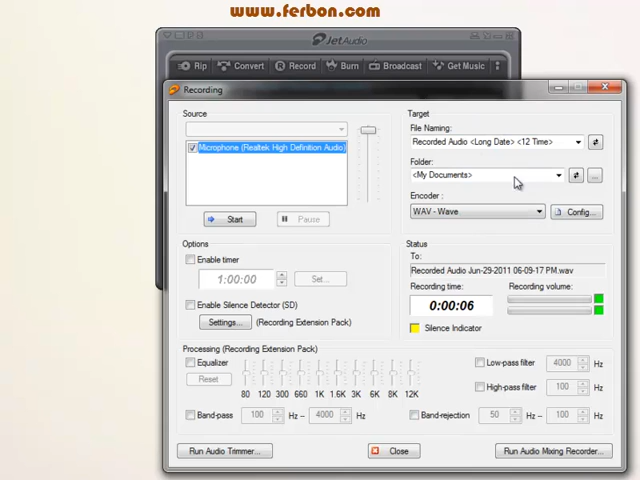 www.ferbon.com
JetAudio
Rip
Convert
Record
Burn
Broadcast
Get Music
Recording
Source
Microphone (Realtek High Definition Audio)
Start
Pause
Target
File Naming:
Recorded Audio <Long Date> <12 Time>
Folder:
<My Documents>
...
Encoder :
WAV - Wave
Config...
Options
Enable timer
1:00:00
Set...
Enable Silence Detector (SD)
Settings...
(Recording Extension Pack)
Status
To:
Recorded Audio Jun-29-2011 06-09-17 PM.wav
Recording time:
Recording volume:
0:00:06
Silence Indicator
Processing (Recording Extension Pack)
Equalizer
Reset
80 120 300 660 1K 1.6K 3K 6K 8K 12K
Low-pass filter 4000 Hz
High-pass filter 100 Hz
Band-pass 100 Hz -- 4000 Hz
Band-rejection 50 Hz -- 100 Hz
Run Audio Trimmer...
Close
Run Audio Mixing Recorder...